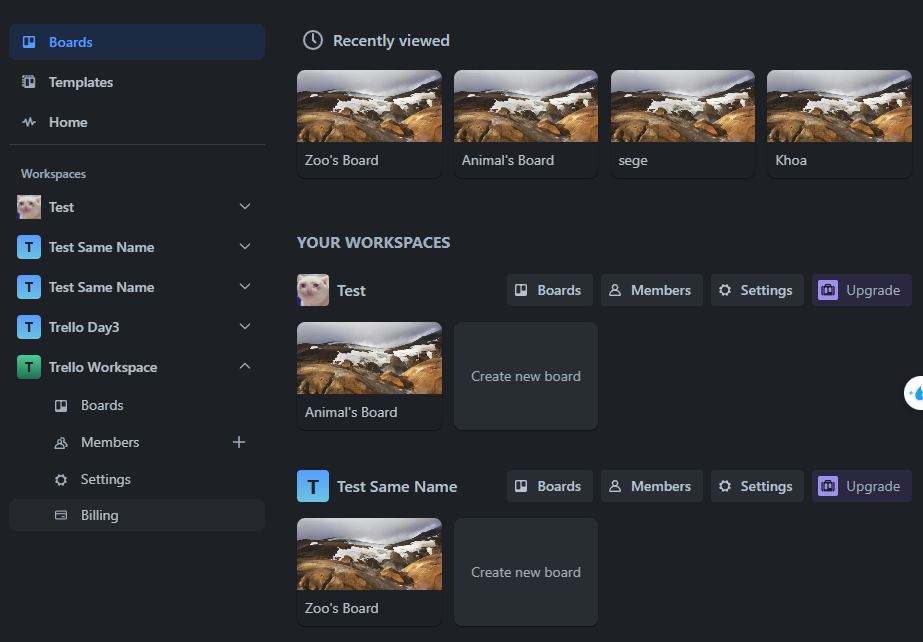 Boards
Templates
Home
Workspaces
Test
T Test Same Name
T Test Same Name
T Trello Day3
T Trello Workspace
Boards
Members
Settings
Billing
Recently viewed
Zoo's Board Animal's Board sege Khoa
YOUR WORKSPACES
Test Boards Members Settings Upgrade
Animal's Board
Create new board
T Test Same Name Boards Members Settings Upgrade
Zoo's Board
Create new board